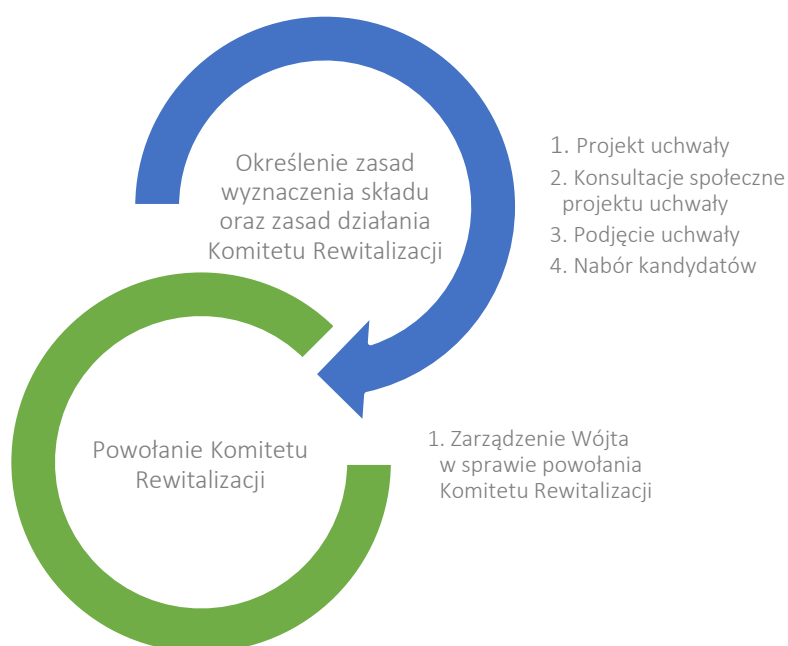 Określenie zasad
wyznaczenia składu
oraz zasad działania
Komitetu Rewitalizacji
1. Projekt uchwały
2. Konsultacje społeczne
projektu uchwały
3. Podjęcie uchwały
4. Nabór kandydatów
Powołanie Komitetu
Rewitalizacji
1. Zarządzenie Wójta
w sprawie powołania
Komitetu Rewitalizacji